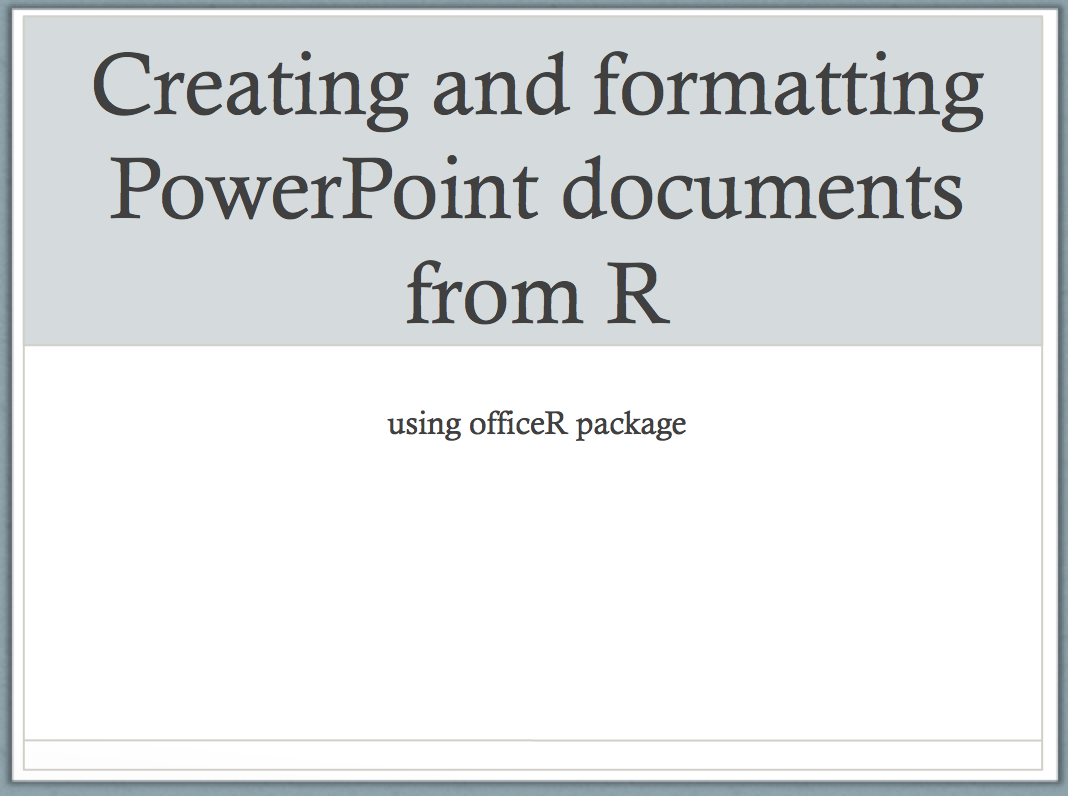 Creating and formatting
PowerPoint documents
from R
using officeR package